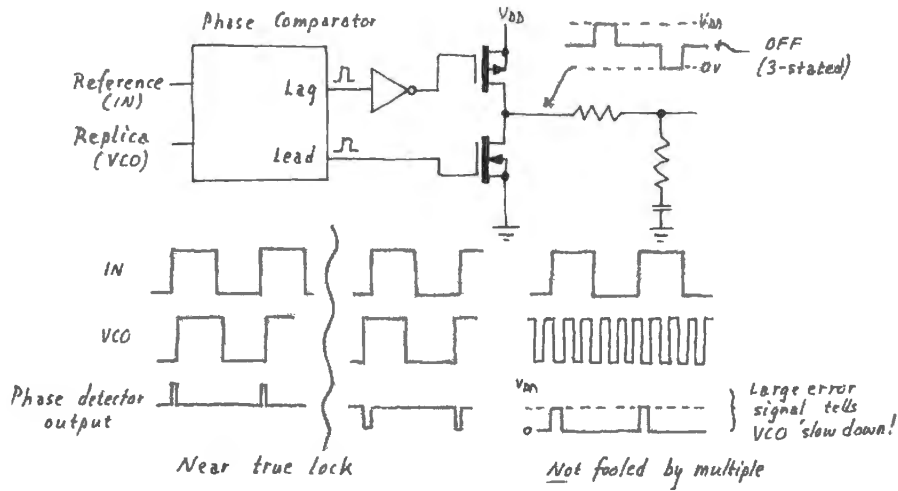 Phase Comparator
Reference
(IN)
Replica
(VCO)
Lag
Lead
VDD
VDD
0V
OFF
(3-stated)
IN
VCO
Phase detector
output
VDD
0
Large error
signal tells
VCO 'slow down!
Near true lock
Not fooled by multiple